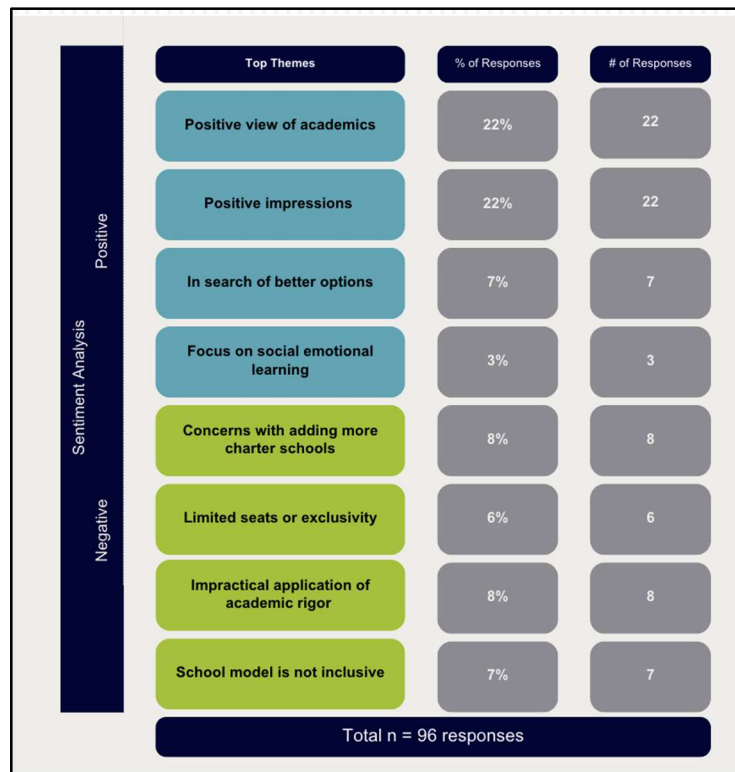 Top Themes
% of Responses
# of Responses
Sentiment Analysis
Positive
Positive view of academics
22%
22
Positive impressions
22%
22
In search of better options
7%
7
Focus on social emotional
learning
3%
3
Negative
Concerns with adding more
charter schools
8%
8
Limited seats or exclusivity
6%
6
Impractical application of
academic rigor
8%
8
School model is not inclusive
7%
7
Total n = 96 responses